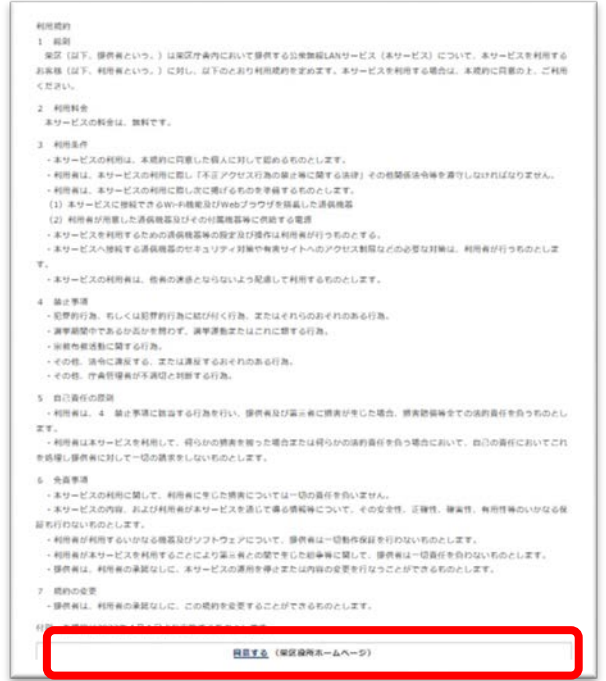 利用規約
1 総則
栄区(以下、提供者という。)は栄区庁舎内において提供する公衆無線LANサービス(本サービス)について、本サービスを利用する
お客様(以下、利用者という。)に対し、以下のとおり利用規約を定めます。本サービスを利用する場合は、本規約に同意の上、ご利用
ください。
2 利用料金
本サービスの料金は、無料です。
3 利用条件
・本サービスの利用は、本規約に同意した個人に対して認めるものとします。
・利用者は、本サービスの利用に際し「不正アクセス行為の禁止等に関する法律」その他関係法令等を遵守しなければなりません。
・利用者は、本サービスの利用に際し次に掲げるものを準備するものとします。
(1)本サービスに接続できるWi-Fi機能及びWebブラウザを搭載した通信機器
(2)利用者が用意した通信機器及びその付属機器等に供給する電源
・本サービスを利用するための通信機器等の設定及び操作は利用者が行うものとする。
・本サービスへ接続する通信機器のセキュリティ対策や有害サイトへのアクセス制限などの必要な対策は、利用者が行うものとしま
す。
・本サービスの利用者は、他者の迷惑とならないよう配慮して利用するものとします。
4 禁止事項
・犯罪的行為、もしくは犯罪的行為に結び付く行為、またはそれらのおそれのある行為。
・選挙期間中であるか否かを問わず、選挙運動またはこれに類する行為。
・宗教布教活動に関する行為。
・その他、法令に違反する、または違反するおそれのある行為。
・その他、庁舎管理者が不適切と判断する行為。
5 自己責任の原則
・利用者は、4 禁止事項に該当する行為を行い、提供者及び第三者に損害が生じた場合、損害賠償等全ての法的責任を負うものとし
ます。
・利用者は本サービスを利用して、何らかの損害を被った場合または何らかの法的責任を負う場合において、自己の責任においてこれ
を処理し提供者に対して一切の請求をしないものとします。
6 免責事項
・本サービスの利用に関して、利用者に生じた損害については一切の責任を負いません。
・本サービスの内容、および利用者が本サービスを通じて得る情報等について、その安全性、正確性、確実性、有用性等のいかなる保
証も行わないものとします。
・利用者が利用するいかなる機器及びソフトウェアについて、提供者は一切動作保証を行わないものとします。
・利用者が本サービスを利用することにより第三者との間で生じた紛争等に関して、提供者は一切責任を負わないものとします。
・提供者は、利用者の承諾なしに、本サービスの運用を停止または内容の変更を行なうことができるものとします。
7 規約の変更
・提供者は、利用者の承諾なしに、この規約を変更することができるものとします。
同意する(栄区役所ホームページ)